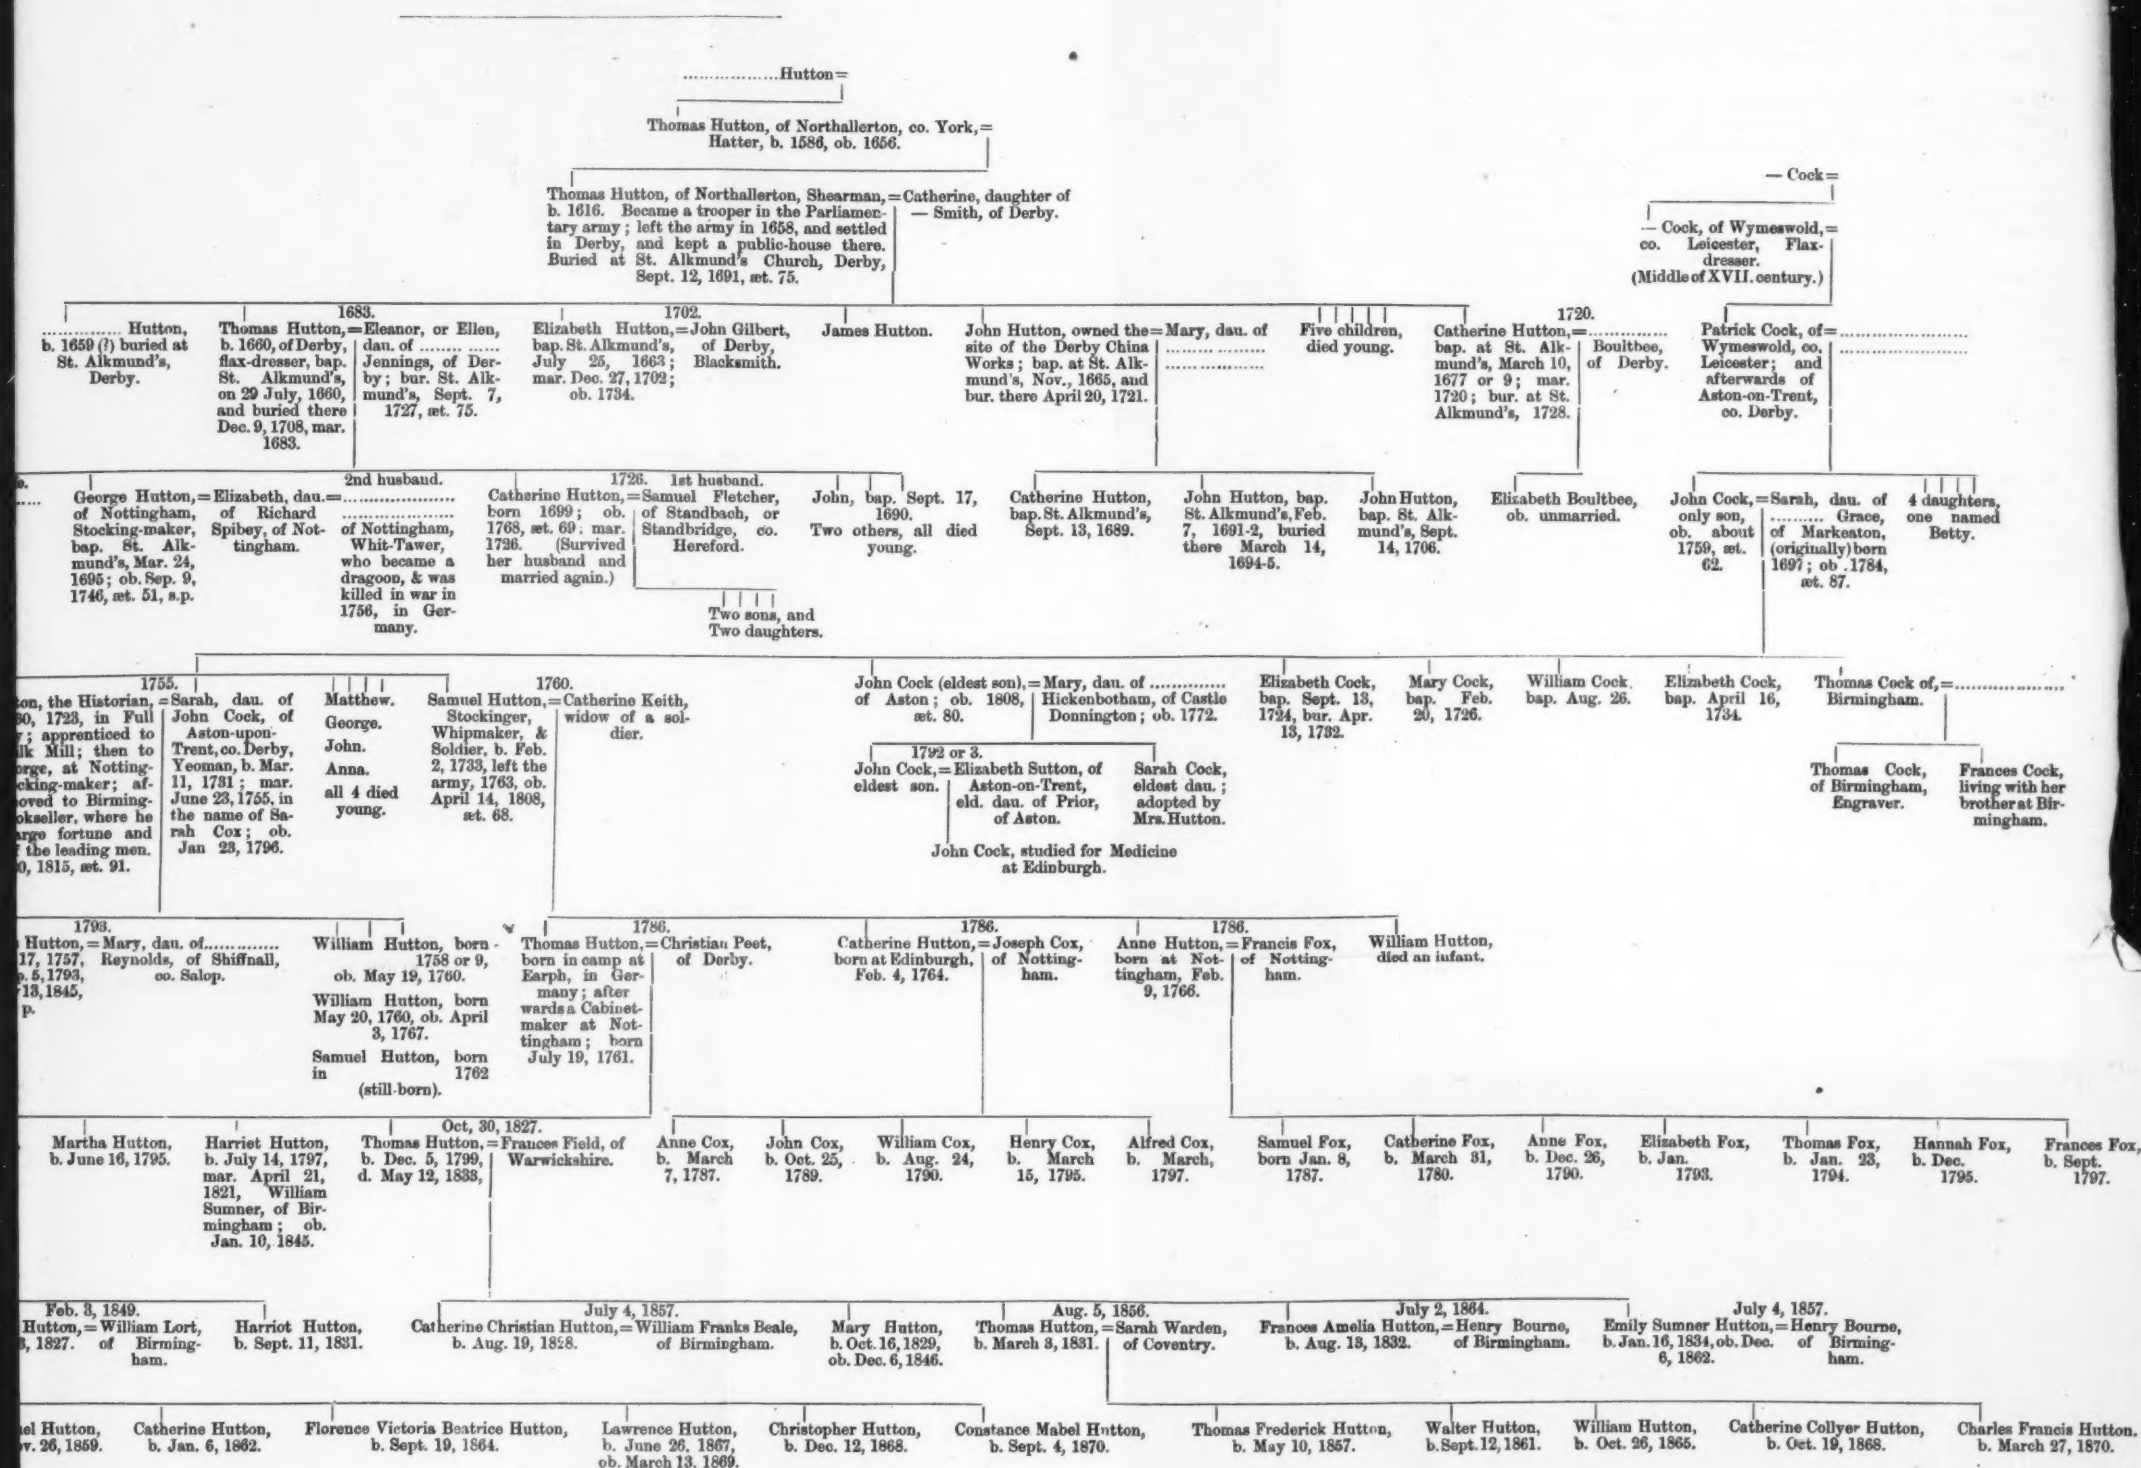 ..................Hutton=
Thomas Hutton, of Northallerton, co. York,=
Hatter, b. 1586, ob. 1656.
Thomas Hutton, of Northallerton, Shearman,=Catherine, daughter of
b. 1616. Became a trooper in the Parliamen- — Smith, of Derby.
tary army; left the army in 1658, and settled
in Derby, and kept a public-house there.
Buried at St. Alkmund's Church, Derby,
Sept. 12, 1691, æt. 75.
— Cock=
— Cock, of Wymeswold,=
co. Leicester, Flax-
dresser.
(Middle of XVII. century.)
............... Hutton,
b. 1659 (?) buried at
St. Alkmund's,
Derby.
1683.
Thomas Hutton,=Eleanor, or Ellen,
b. 1660, of Derby, dau. of ........ ......
flax-dresser, bap. Jennings, of Der-
St. Alkmund's, by; bur. St. Alk-
on 29 July, 1660, mund's, Sept. 7,
and buried there 1727, æt. 75.
Dec. 9, 1708, mar.
1683.
1702.
Elizabeth Hutton,=John Gilbert,
bap. St. Alkmund's, of Derby,
July 25, 1663; Blacksmith.
mar. Dec. 27, 1702;
ob. 1734.
James Hutton.
John Hutton, owned the=Mary, dau. of
site of the Derby China ...................
Works; bap. at St. Alk- ...................
mund's, Nov., 1665, and
bur. there April 20, 1721.
Five children,
died young.
1720.
Catherine Hutton,=...............
bap. at St. Alk- Boultbee,
mund's, March 10, of Derby.
1677 or 9; mar.
1720; bur. at St.
Alkmund's, 1728.
Patrick Cock, of=........................
Wymeswold, co. ........................
Leicester; and
afterwards of
Aston-on-Trent,
co. Derby.
2nd husband.
George Hutton,=Elizabeth, dau.=.....................
of Nottingham, of Richard
Stocking-maker, Spibey, of Not- of Nottingham,
bap. St. Alk- tingham. Whit-Tawer,
mund's, Mar. 24, who became a
1695; ob. Sep. 9, dragoon, & was
1746, æt. 51, s.p. killed in war in
1756, in Ger-
many.
1726. 1st husband.
Catherine Hutton,=Samuel Fletcher,
born 1699; ob. of Standbach, or
1768, æt. 69; mar. Standbridge, co.
1726. (Survived Hereford.
her husband and
married again.)
Two sons, and
Two daughters.
John, bap. Sept. 17,
1690.
Two others, all died
young.
Catherine Hutton,
bap. St. Alkmund's,
Sept. 13, 1689.
John Hutton, bap.
St. Alkmund's, Feb.
7, 1691-2, buried
there March 14,
1694-5.
John Hutton,
bap. St. Alk-
mund's, Sept.
14, 1706.
Elizabeth Boultbee,
ob. unmarried.
John Cock,=Sarah, dau. of
only son, .......... Grace,
ob. about of Markeaton,
1759, æt. (originally) born
62. 1697; ob .1784,
æt. 87.
4 daughters,
one named
Betty.
1755.
the Historian,=Sarah, dau. of
1723, in Full John Cock, of
apprenticed to Aston-upon-
Mill; then to Trent, co. Derby,
at Notting- Yeoman, b. Mar.
maker; af- 11, 1731; mar.
to Birming- June 23, 1755, in
where he the name of Sa-
fortune and rah Cox; ob.
the leading men. Jan 23, 1796.
1815, æt. 91.
Matthew.
George.
John.
Anna.
all 4 died
young.
1760.
Samuel Hutton,=Catherine Keith,
Stockinger, widow of a sol-
Whipmaker, & dier.
Soldier, b. Feb.
2, 1733, left the
army, 1763, ob.
April 14, 1808,
æt. 68.
John Cock (eldest son),=Mary, dau. of ..............
of Aston; ob. 1808, Hickenbotham, of Castle
æt. 80. Donnington; ob. 1772.
1792 or 3.
John Cock,=Elizabeth Sutton, of
eldest son. Aston-on-Trent,
eld. dau. of Prior,
of Aston.
Sarah Cock,
eldest dau.;
adopted by
Mrs. Hutton.
John Cock, studied for Medicine
at Edinburgh.
Elizabeth Cock,
bap. Sept. 13,
1724, bur. Apr.
13, 1732.
Mary Cock,
bap. Feb.
20, 1726.
William Cock.
bap. Aug. 26.
Elizabeth Cock,
bap. April 16,
1734.
Thomas Cock of,=....................
Birmingham.
Thomas Cock,
of Birmingham,
Engraver.
Frances Cock,
living with her
brother at Bir-
mingham.
1793.
Hutton,=Mary, dau. of..............
17, 1757, Reynolds, of Shiffnall,
5, 1793, co. Salop.
13, 1845,
p.
William Hutton, born
1758 or 9,
ob. May 19, 1760.
William Hutton, born
May 20, 1760, ob. April
3, 1767.
Samuel Hutton, born
in 1762
(still-born).
1786.
Thomas Hutton,=Christian Peet,
born in camp at of Derby.
Earph, in Ger-
many; after
wards a Cabinet-
maker at Not-
tingham; born
July 19, 1761.
1786.
Catherine Hutton,=Joseph Cox,
born at Edinburgh, of Notting-
Feb. 4, 1764. ham.
1786.
Anne Hutton,=Francis Fox,
born at Not- of Notting-
tingham, Feb. ham.
9, 1766.
William Hutton,
died an infant.
Martha Hutton,
b. June 16, 1795.
Harriet Hutton,
b. July 14, 1797,
mar. April 21,
1821, William
Sumner, of Bir-
mingham; ob.
Jan. 10, 1845.
Oct, 30, 1827.
Thomas Hutton,=Frances Field, of
b. Dec. 5, 1799, Warwickshire.
d. May 12, 1833,
Anne Cox,
b. March
7, 1787.
John Cox,
b. Oct. 25,
1789.
William Cox,
b. Aug. 24,
1790.
Henry Cox,
b. March
15, 1795.
Alfred Cox,
b. March,
1797.
Samuel Fox,
born Jan. 8,
1787.
Catherine Fox,
b. March 31,
1780.
Anne Fox,
b. Dec. 26,
1790.
Elizabeth Fox,
b. Jan.
1793.
Thomas Fox,
b. Jan. 23,
1794.
Hannah Fox,
b. Dec.
1795.
Frances Fox,
b. Sept.
1797.
Feb. 3, 1849.
Hutton,=William Lort,
1827. of Birming-
ham.
Harriot Hutton,
b. Sept. 11, 1831.
July 4, 1857.
Catherine Christian Hutton,=William Franks Beale,
b. Aug. 19, 1828. of Birmingham.
Mary Hutton,
b. Oct. 16, 1829,
ob. Dec. 6, 1846.
Aug. 5, 1856.
Thomas Hutton,=Sarah Warden,
b. March 3, 1831. of Coventry.
July 2, 1864.
Frances Amelia Hutton,=Henry Bourne,
b. Aug. 13, 1832. of Birmingham.
July 4, 1857.
Emily Sumner Hutton,=Henry Bourne,
b. Jan. 16, 1834, ob. Dec. of Birming-
6, 1862. ham.
Hutton,
26, 1859.
Catherine Hutton,
b. Jan. 6, 1862.
Florence Victoria Beatrice Hutton,
b. Sept. 19, 1864.
Lawrence Hutton,
b. June 26, 1867,
ob. March 13, 1869.
Christopher Hutton,
b. Dec. 12, 1868.
Constance Mabel Hutton,
b. Sept. 4, 1870.
Thomas Frederick Hutton,
b. May 10, 1857.
Walter Hutton,
b. Sept. 12, 1861.
William Hutton,
b. Oct. 26, 1865.
Catherine Collyer Hutton,
b. Oct. 19, 1868.
Charles Francis Hutton.
b. March 27, 1870.